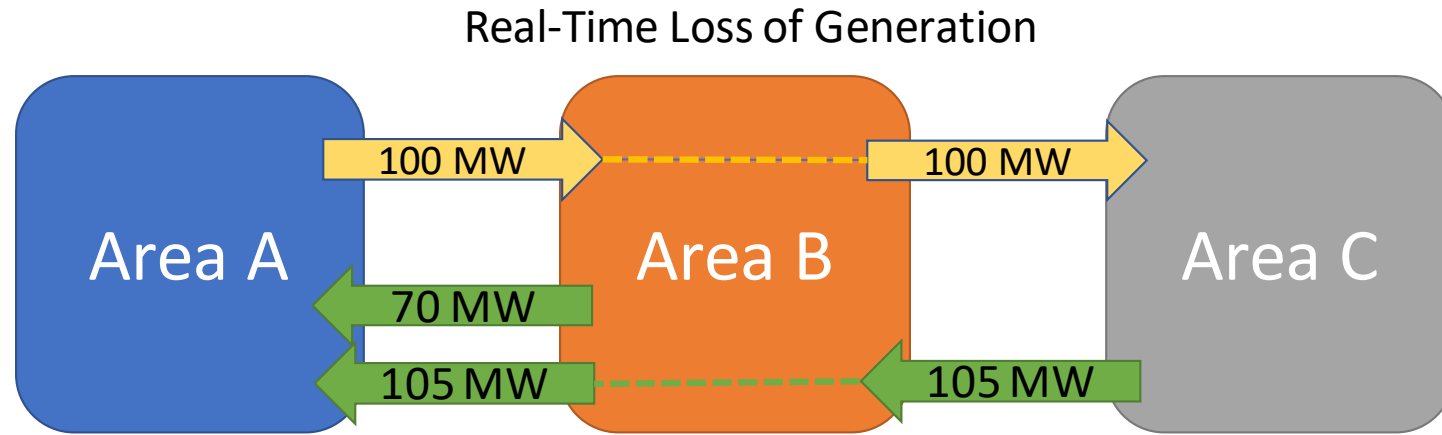 Real-Time Loss of Generation
100 MW
100 MW
Area A
Area B
Area C
70 MW
105 MW
105 MW